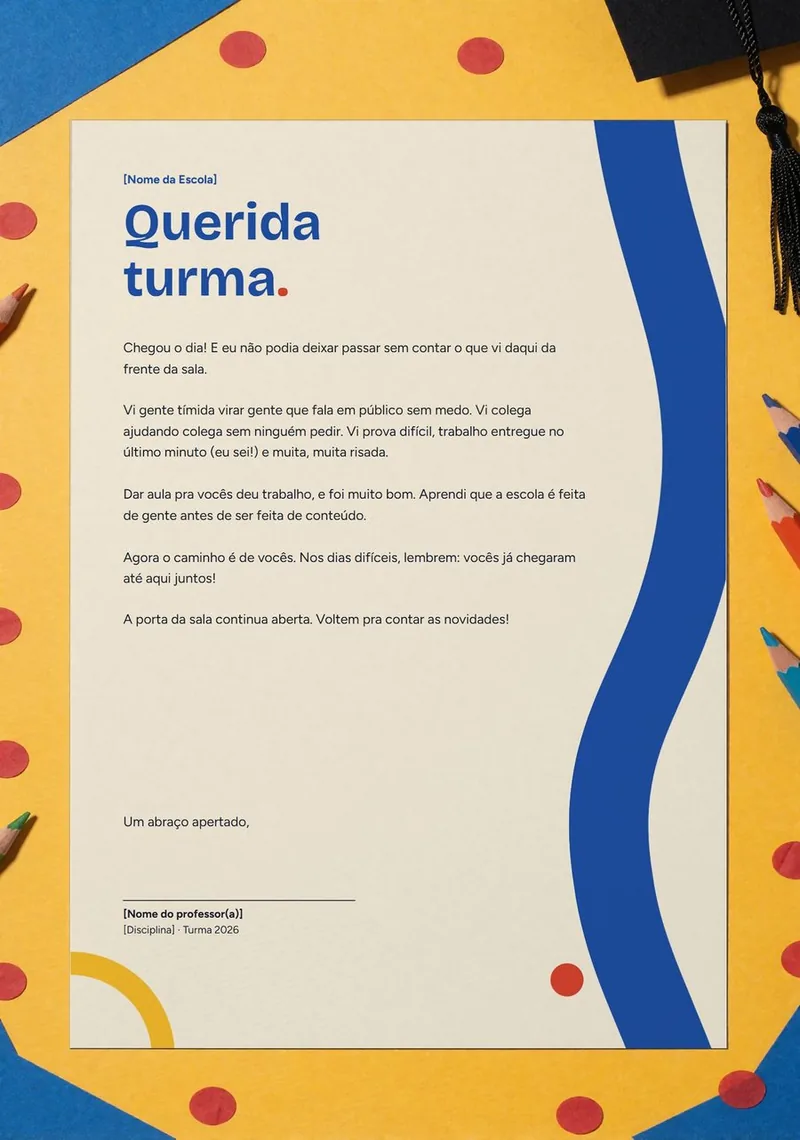 [Nome da Escola]
Querida
turma.
Chegou o dia! E eu não podia deixar passar sem contar o que vi daqui da
frente da sala.
Vi gente tímida virar gente que fala em público sem medo. Vi colega
ajudando colega sem ninguém pedir. Vi prova difícil, trabalho entregue no
último minuto (eu sei!) e muita, muita risada.
Dar aula pra vocês deu trabalho, e foi muito bom. Aprendi que a escola é feita
de gente antes de ser feita de conteúdo.
Agora o caminho é de vocês. Nos dias difíceis, lembrem: vocês já chegaram
até aqui juntos!
A porta da sala continua aberta. Voltem pra contar as novidades!
Um abraço apertado,
[Nome do professor(a)]
[Disciplina] · Turma 2026